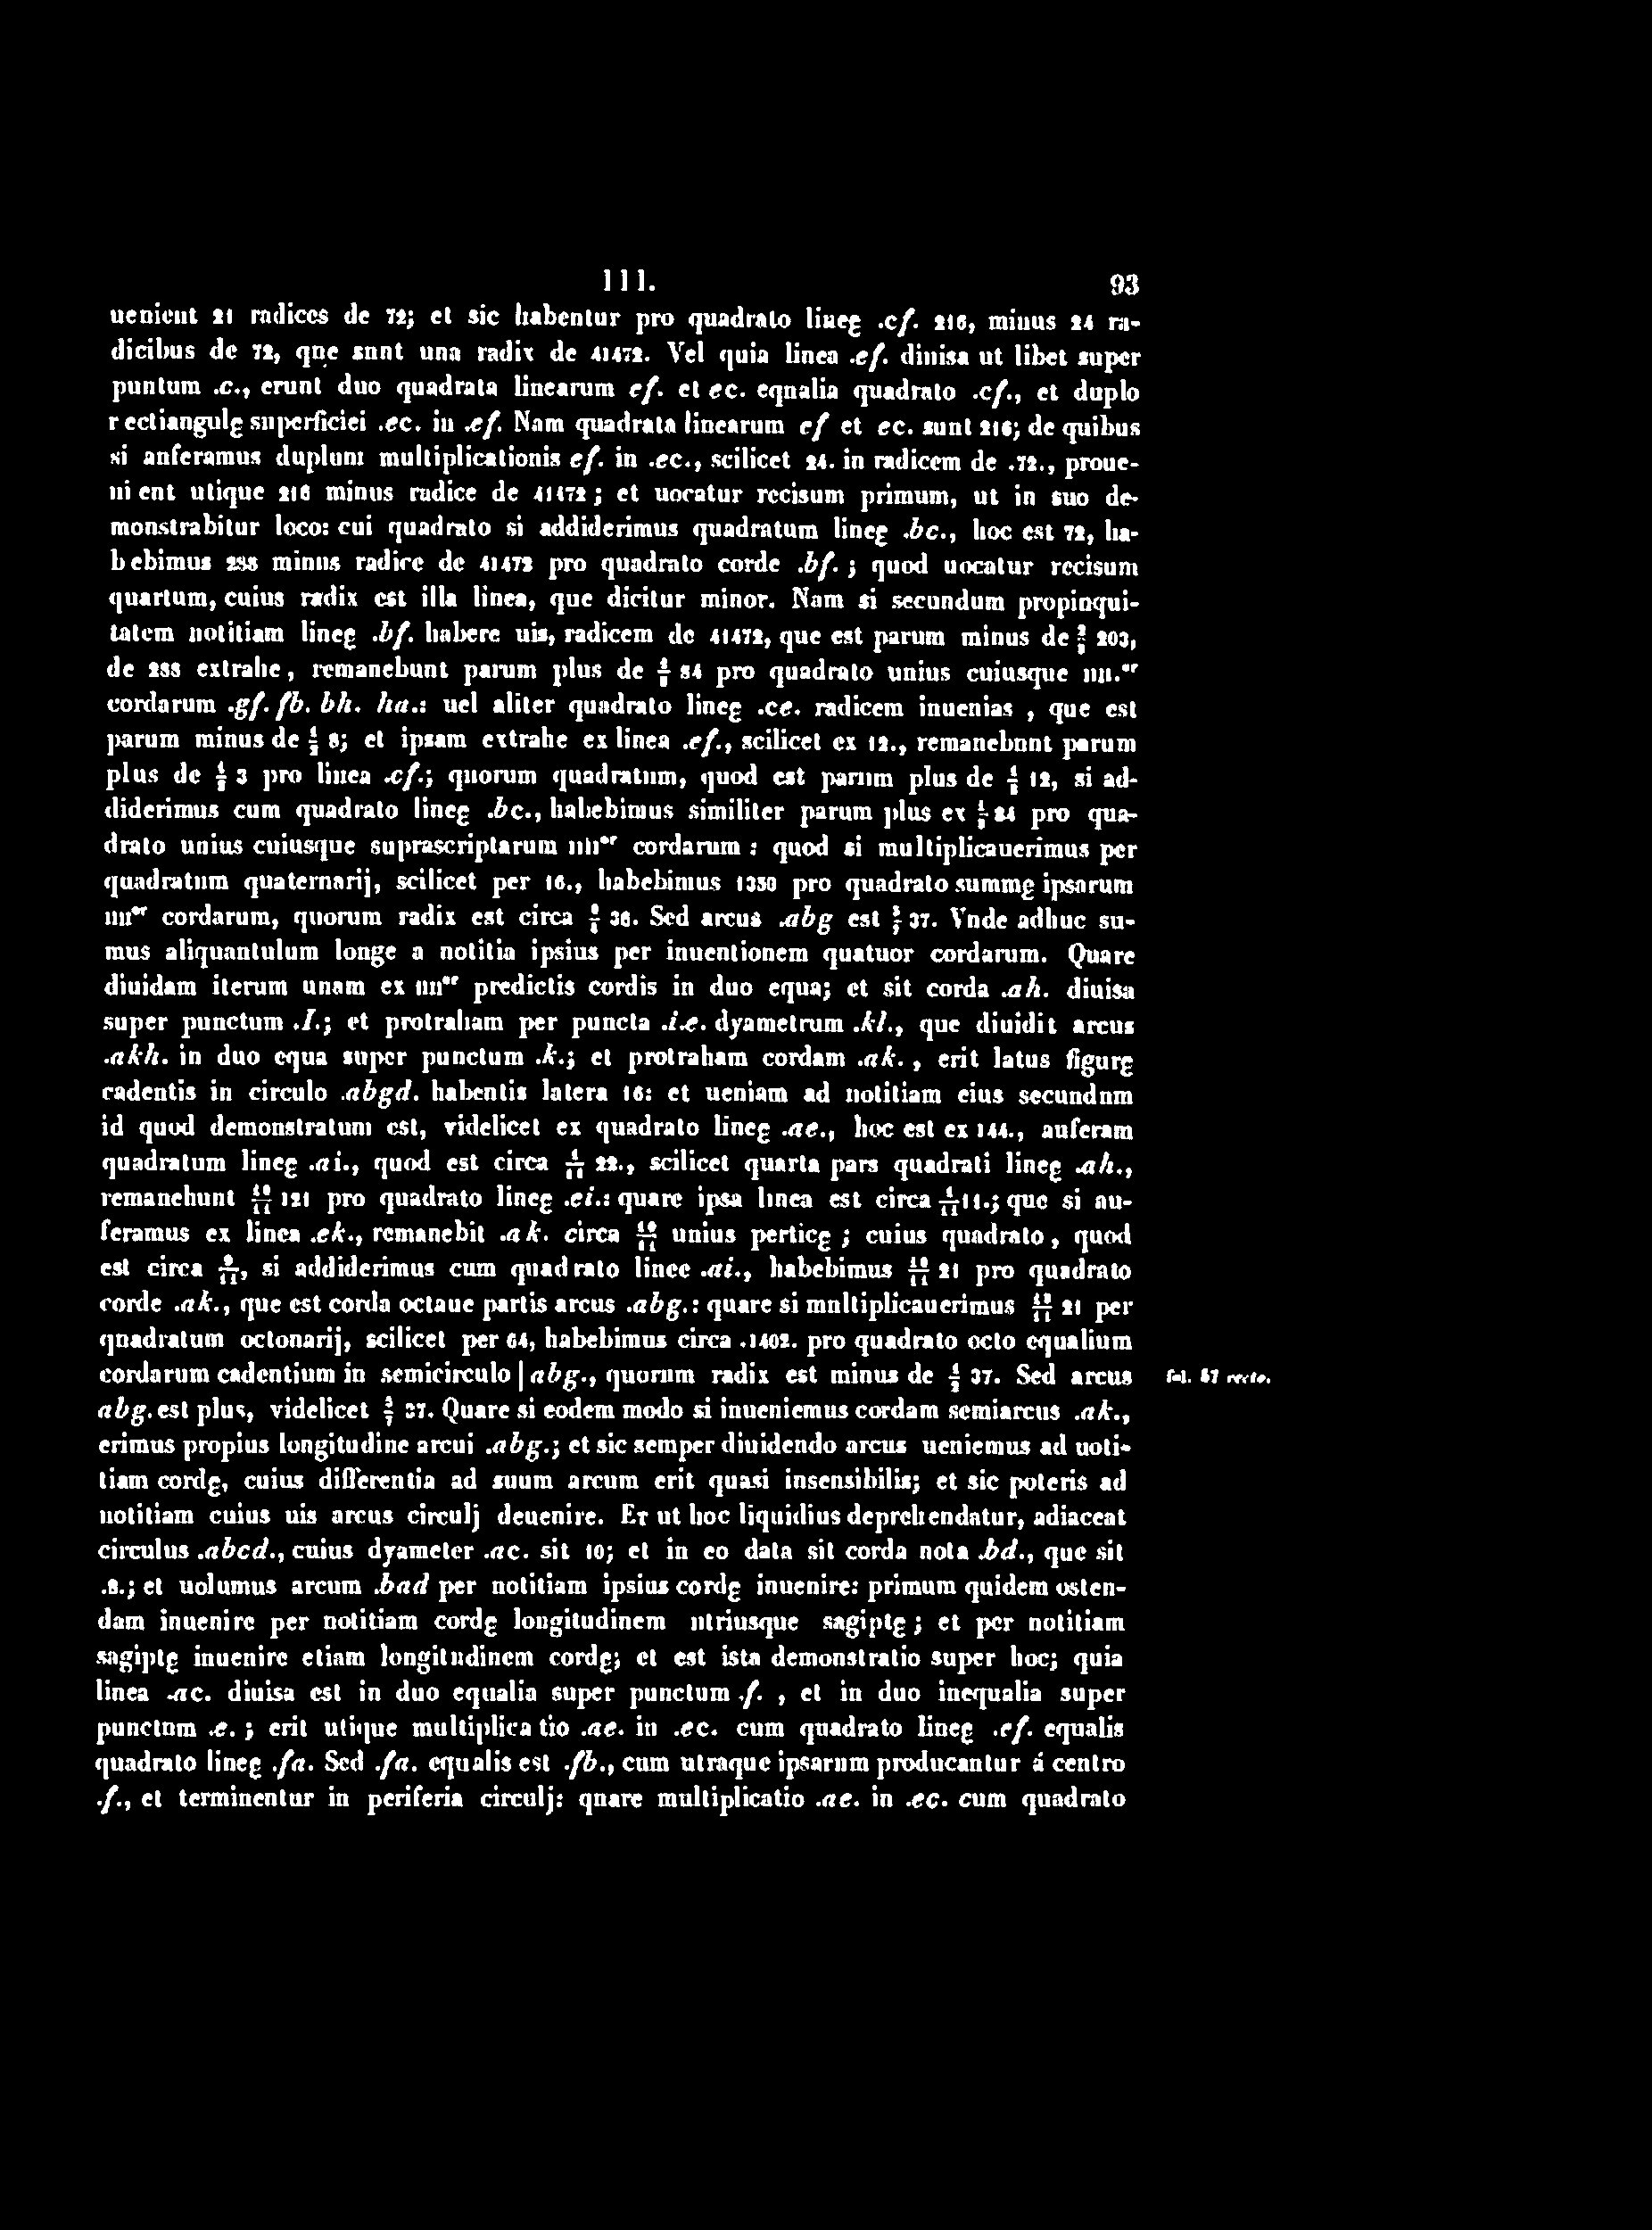 III. 93
uenient 24 radices de 72; et sic habentur pro quadrato lineę .cf. 216, minus 24 ra-
dicibus de 72, que sunt una radix de 41472. Vel quia linea .ef. diuisa ut libet super
puntum .c., erunt duo quadrata linearum ef. et ec. equalia quadrato .cf., et duplo
rectiangulę superficiei .ec. in .ef. Nam quadrata linearum ef et ec. sunt 216; de quibus
si auferamus duplum multiplicationis ef. in .ec., scilicet 24. in radicem de .72., proue-
nient utique 216 minus radice de 41472; et uocatur recisum primum, ut in suo de-
monstrabitur loco: cui quadrato si addiderimus quadratum lineę .bc., hoc est 72, ha-
bebimus 288 minus radice de 41472 pro quadrato corde .bf.; quod uocatur recisum
quartum, cuius radix est illa linea, que dicitur minor. Nam si secundum propinqui-
tatem notitiam lineę .bf. habere uis, radicem de 41472, que est parum minus de 203,
de 288 extrahe, remanebunt parum plus de 84 pro quadrato unius cuiusque IIII.or
cordarum .gf. fb. bh. ha.: uel aliter quadrato lineę .ce. radicem inuenias, que est
parum minus de 8; et ipsam extrahe ex linea .ef., scilicet ex 12., remanebunt parum
plus de 3 pro linea .cf.; quorum quadratum, quod est parum plus de 12, si ad-
diderimus cum quadrato lineę .bc., habebimus similiter parum plus ex 84 pro qua-
drato unius cuiusque suprascriptarum IIIIor cordarum: quod si multiplicauerimus per
quadratum quaternarij, scilicet per 16., habebimus 1350 pro quadrato summę ipsarum
IIIIor cordarum, quorum radix est circa 36. Sed arcus .abg est 37. Vnde adhuc su-
mus aliquantulum longe a notitia ipsius per inuentionem quatuor cordarum. Quare
diuidam iterum unam ex IIIIor predictis cordis in duo equa; et sit corda .ah. diuisa
super punctum .I.; et protraham per puncta .i.e. dyametrum .kl., que diuidit arcus
.akh. in duo equa super punctum .k.; et protraham cordam .ak., erit latus figurę
cadentis in circulo .abgd. habentis latera 16: et ueniam ad notitiam eius secundum
id quod demonstratum est, videlicet ex quadrato lineę .ae., hoc est ex 144., auferam
quadratum lineę .ai., quod est circa 1/11 22., scilicet quarta pars quadrati lineę .ah.,
remanebunt 10/11 121 pro quadrato lineę .ei.: quare ipsa linea est circa 1/11 11.; que si au-
feramus ex linea .ek., remanebit .ak. circa 10/11 unius perticę; cuius quadrato, quod
est circa 9/11, si addiderimus cum quadrato linee .ai., habebimus 10/11 21 pro quadrato
corde .ak., que est corda octaue partis arcus .abg.: quare si multiplicauerimus 10/11 21 per
quadratum octonarij, scilicet per 64, habebimus circa .1402. pro quadrato octo equalium
cordarum cadentium in semicirculo | abg., quorum radix est minus de 37. Sed arcus fol. 57 recto.
abg. est plus, videlicet 37. Quare si eodem modo si inueniemus cordam semiarcus .ak.,
erimus propius longitudine arcui .abg.; et sic semper diuidendo arcus ueniemus ad noti-
tiam cordę, cuius differentia ad suum arcum erit quasi insensibilis; et sic poteris ad
notitiam cuius uis arcus circulj deuenire. Et ut hoc liquidius deprehendatur, adiaceat
circulus .abcd., cuius dyameter .ac. sit 10; et in eo data sit corda nota .bd., que sit
.8.; et uolumus arcum .bad per notitiam ipsius cordę inuenire: primum quidem osten-
dam inuenire per notitiam cordę longitudinem utriusque sagiptę; et per notitiam
sagiptę inuenire etiam longitudinem cordę; et est ista demonstratio super hoc; quia
linea .ac. diuisa est in duo equalia super punctum .f., et in duo inequalia super
punctum .e.; erit utique multiplicatio .ae. in .ec. cum quadrato lineę .ef. equalis
quadrato lineę .fa. Sed .fa. equalis est .fb., cum utraque ipsarum producantur á centro
.f., et terminentur in periferia circulj: quare multiplicatio .ae. in .ec. cum quadrato